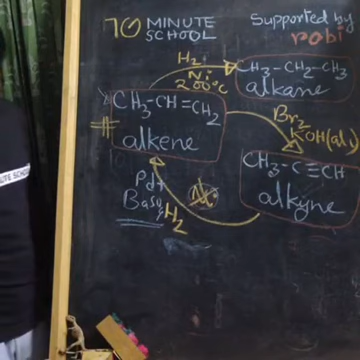 10 MINUTE SCHOOL
Supported by
robi
H₂
Ni
200°C
CH₃-CH₂-CH₃
alkane
CH₃-CH=CH₂
alkene
Br₂
KOH(al)
CH₃-C≡CH
alkyne
Pd+
BaSO₄
H₂